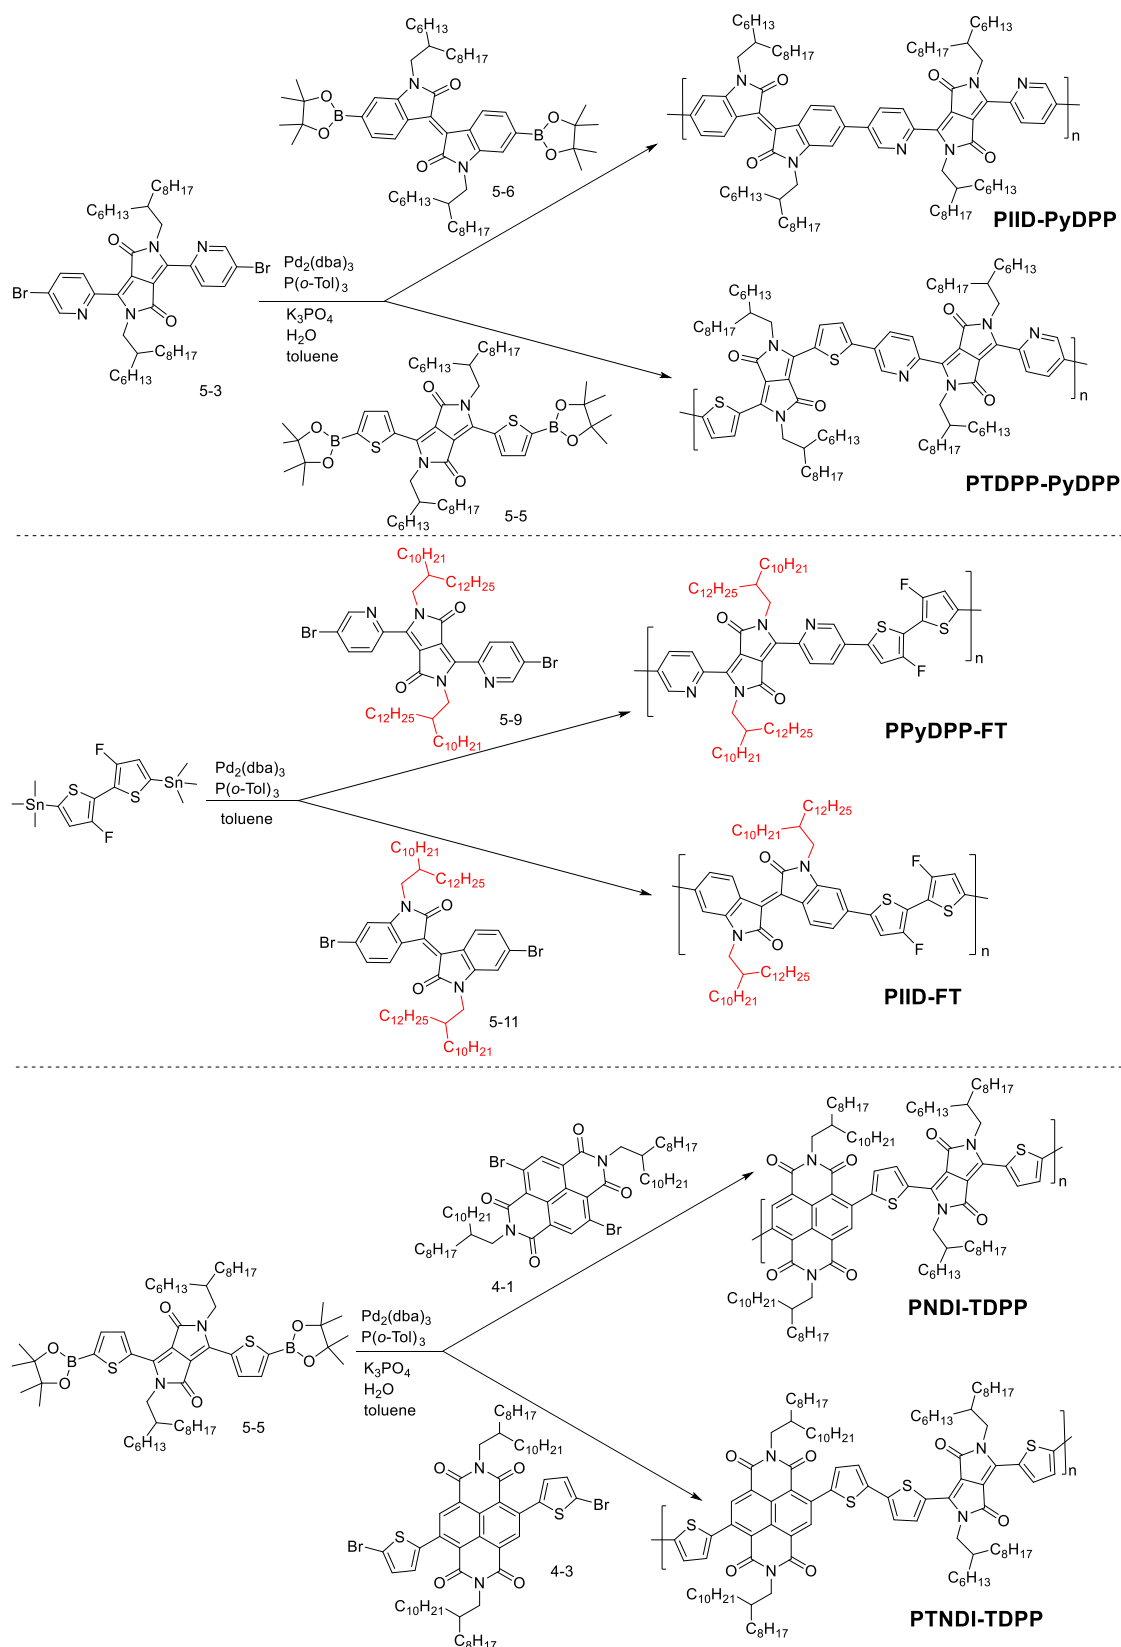 C6H13
C8H17
N
O
O
B
O
B
O
O
O
N
C6H13
C8H17
5-6
C6H13
C8H17
N
O
O
N
N
C8H17
C6H13
N
O
N
O
N
C6H13
C8H17
n
PIID-PyDPP
C8H17
C6H13
O
N
N
Br
Br
N
N
O
C8H17
C6H13
5-3
Pd2(dba)3
P(o-Tol)3
K3PO4
H2O
toluene
C8H17
C6H13
O
N
O
B
O
S
S
B
O
O
N
O
C8H17
C6H13
5-5
C6H13
C8H17
N
O
S
S
N
O
C6H13
C8H17
C6H13
C8H17
O
N
N
N
N
O
C6H13
C8H17
n
PTDPP-PyDPP
C10H21
C12H25
N
O
N
Br
Br
O
N
N
C12H25
C10H21
5-9
C10H21
C12H25
N
O
N
N
N
O
C12H25
C10H21
F
S
S
F
n
PPyDPP-FT
F
Sn
S
S
Sn
F
Pd2(dba)3
P(o-Tol)3
toluene
C10H21
C12H25
N
O
Br
Br
O
N
C12H25
C10H21
5-11
C12H25
C10H21
O
N
N
O
C12H25
C10H21
F
S
S
F
n
PIID-FT
Br
O
N
C8H17
C10H21
O
O
C10H21
N
C8H17
O
Br
4-1
C8H17
C10H21
O
N
O
O
N
O
C10H21
C8H17
C8H17
C6H13
O
N
S
S
N
O
C8H17
C6H13
n
PNDI-TDPP
C6H13
C8H17
O
N
O
B
O
S
S
B
O
O
N
O
C8H17
C6H13
5-5
Pd2(dba)3
P(o-Tol)3
K3PO4
H2O
toluene
C8H17
C10H21
O
N
O
S
Br
Br
S
O
N
O
C10H21
C8H17
4-3
C8H17
C10H21
O
N
O
S
S
S
O
N
O
C10H21
C8H17
C8H17
C6H13
O
N
S
N
O
C8H17
C6H13
n
PTNDI-TDPP